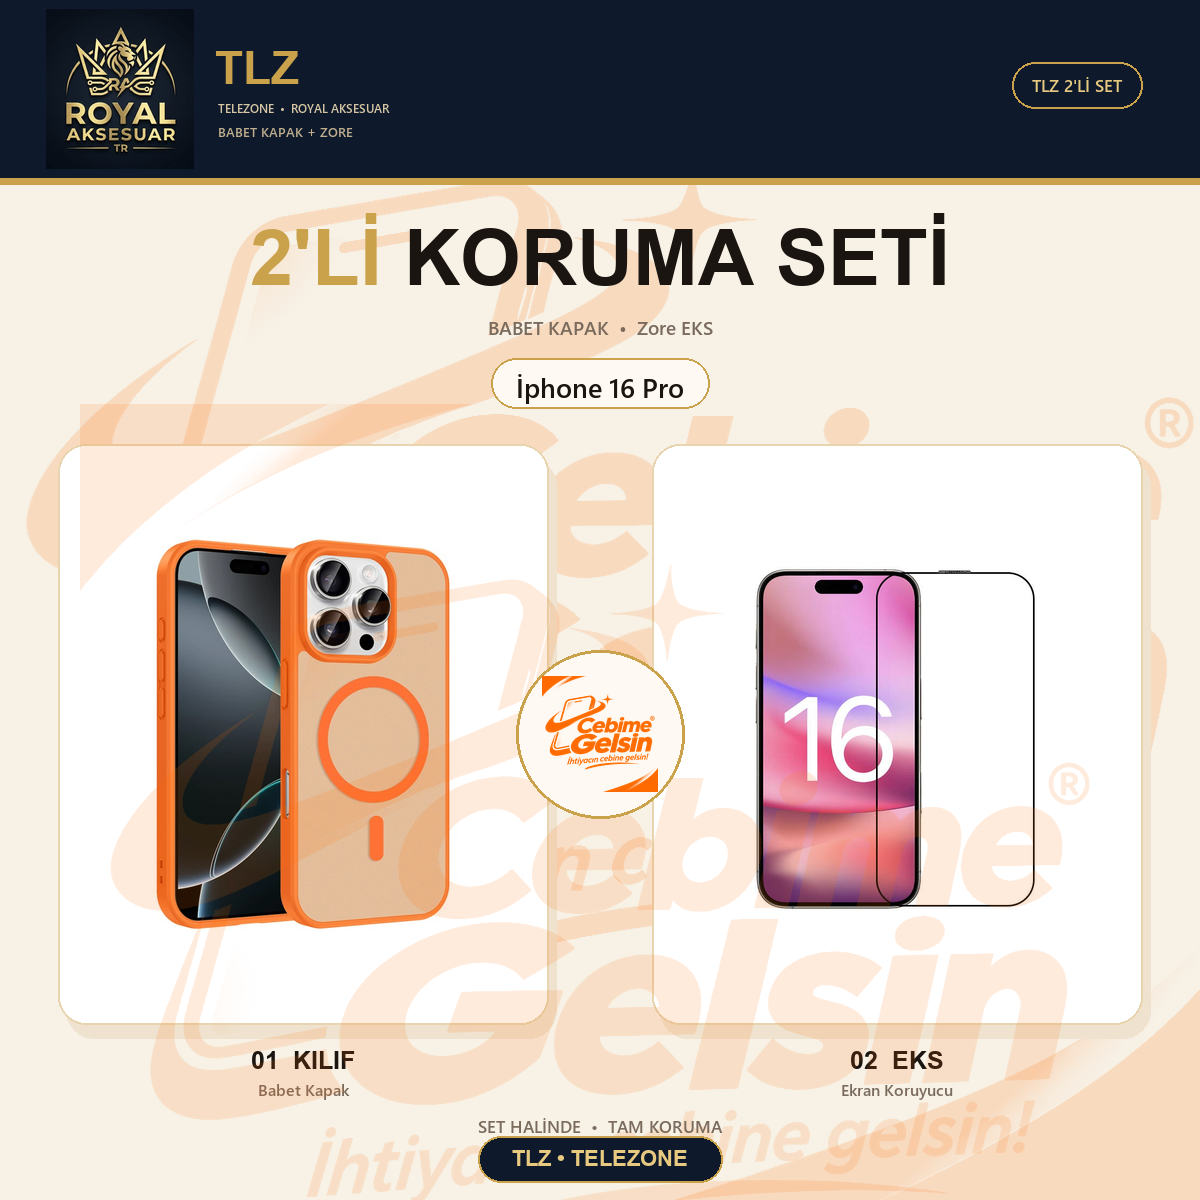 ROYAL
AKSESUAR
TR
TLZ
TELEZONE • ROYAL AKSESUAR
BABET KAPAK + ZORE
TLZ 2'Lİ SET
2'Lİ KORUMA SETİ
BABET KAPAK • Zore EKS
İphone 16 Pro
16
Cebime®
Gelsin
İhtiyacın cebine gelsin!
Cebime®
Gelsin
01 KILIF
Babet Kapak
02 EKS
Ekran Koruyucu
SET HALİNDE • TAM KORUMA
TLZ • TELEZONE